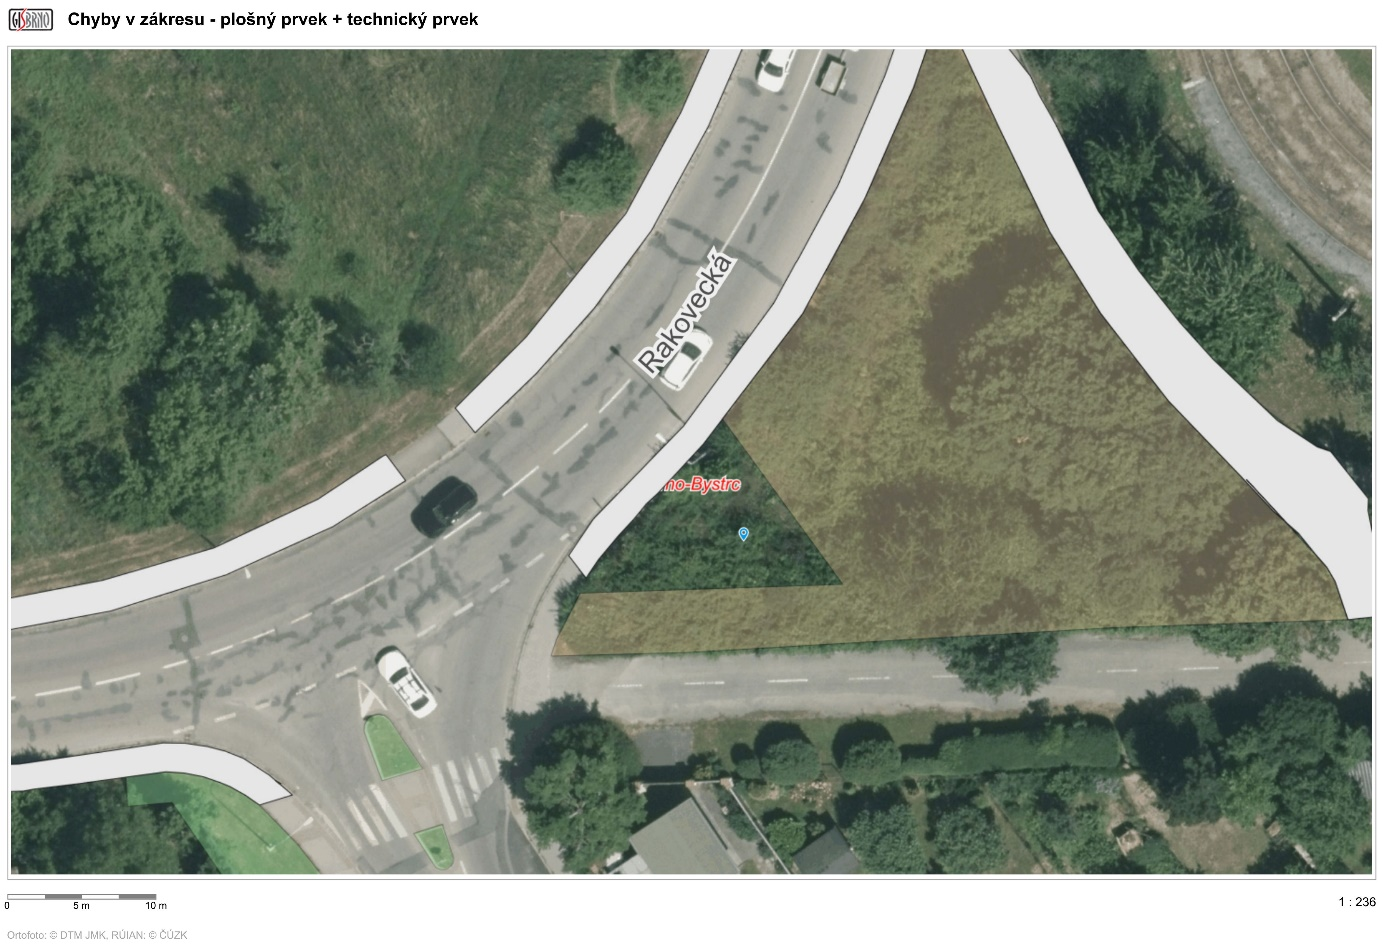 GISBRNO
Chyby v zákresu - plošný prvek + technický prvek
Rakovecká
no-Bystrc
0 5 m 10 m
1 : 236
Ortofoto: © DTM JMK, RÚIAN: © ČÚZK